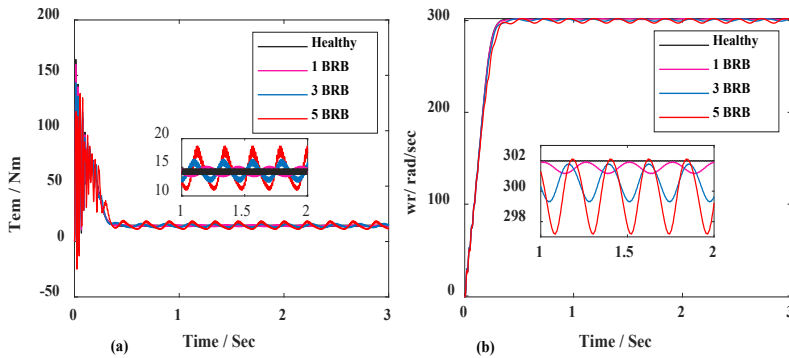 200
150
100
50
0
-50
Tem / Nm
Healthy
1 BRB
3 BRB
5 BRB
20
15
10
1
1.5
2
0
1
2
3
(a)
Time / Sec
300
200
100
0
wr/ rad/sec
Healthy
1 BRB
3 BRB
5 BRB
302
300
298
1
1.5
2
0
1
2
3
(b)
Time / Sec